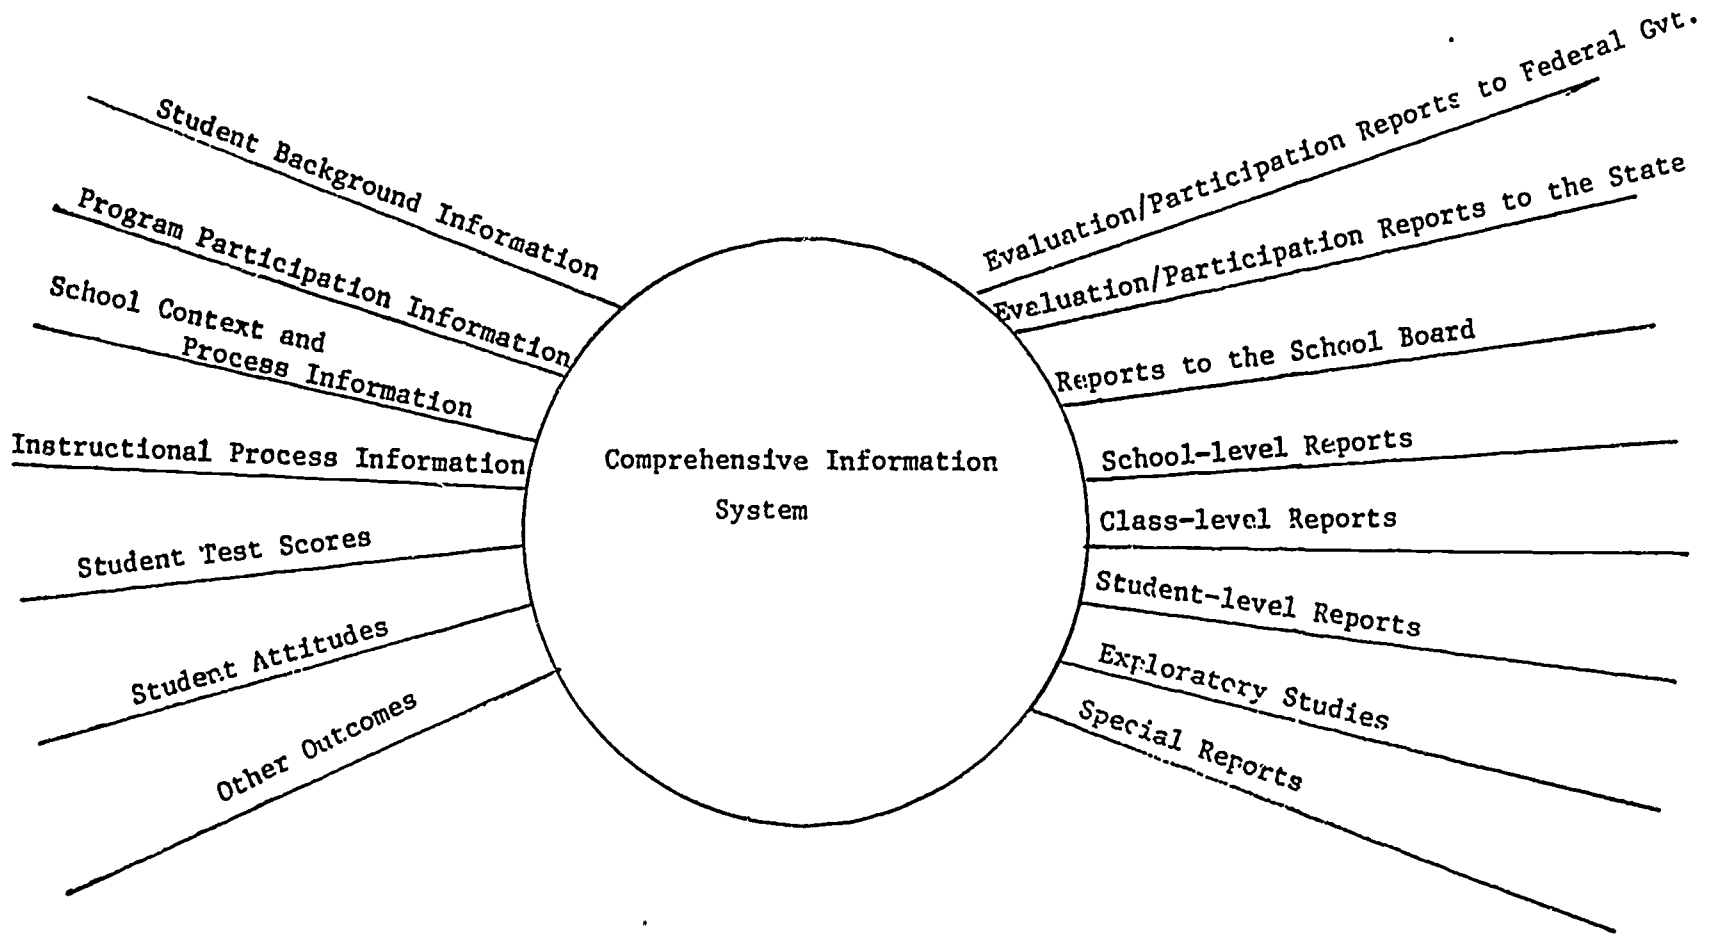 Student Background Information
Program Participation Information
School Context and
Process Information
Instructional Process Information
Student Test Scores
Student Attitudes
Other Outcomes
Comprehensive Information
System
Evaluation/Participation Reports to Federal Gvt.
Evaluation/Participation Reports to the State
Reports to the School Board
School-level Reports
Class-level Reports
Student-level Reports
Exploratory Studies
Special Reports